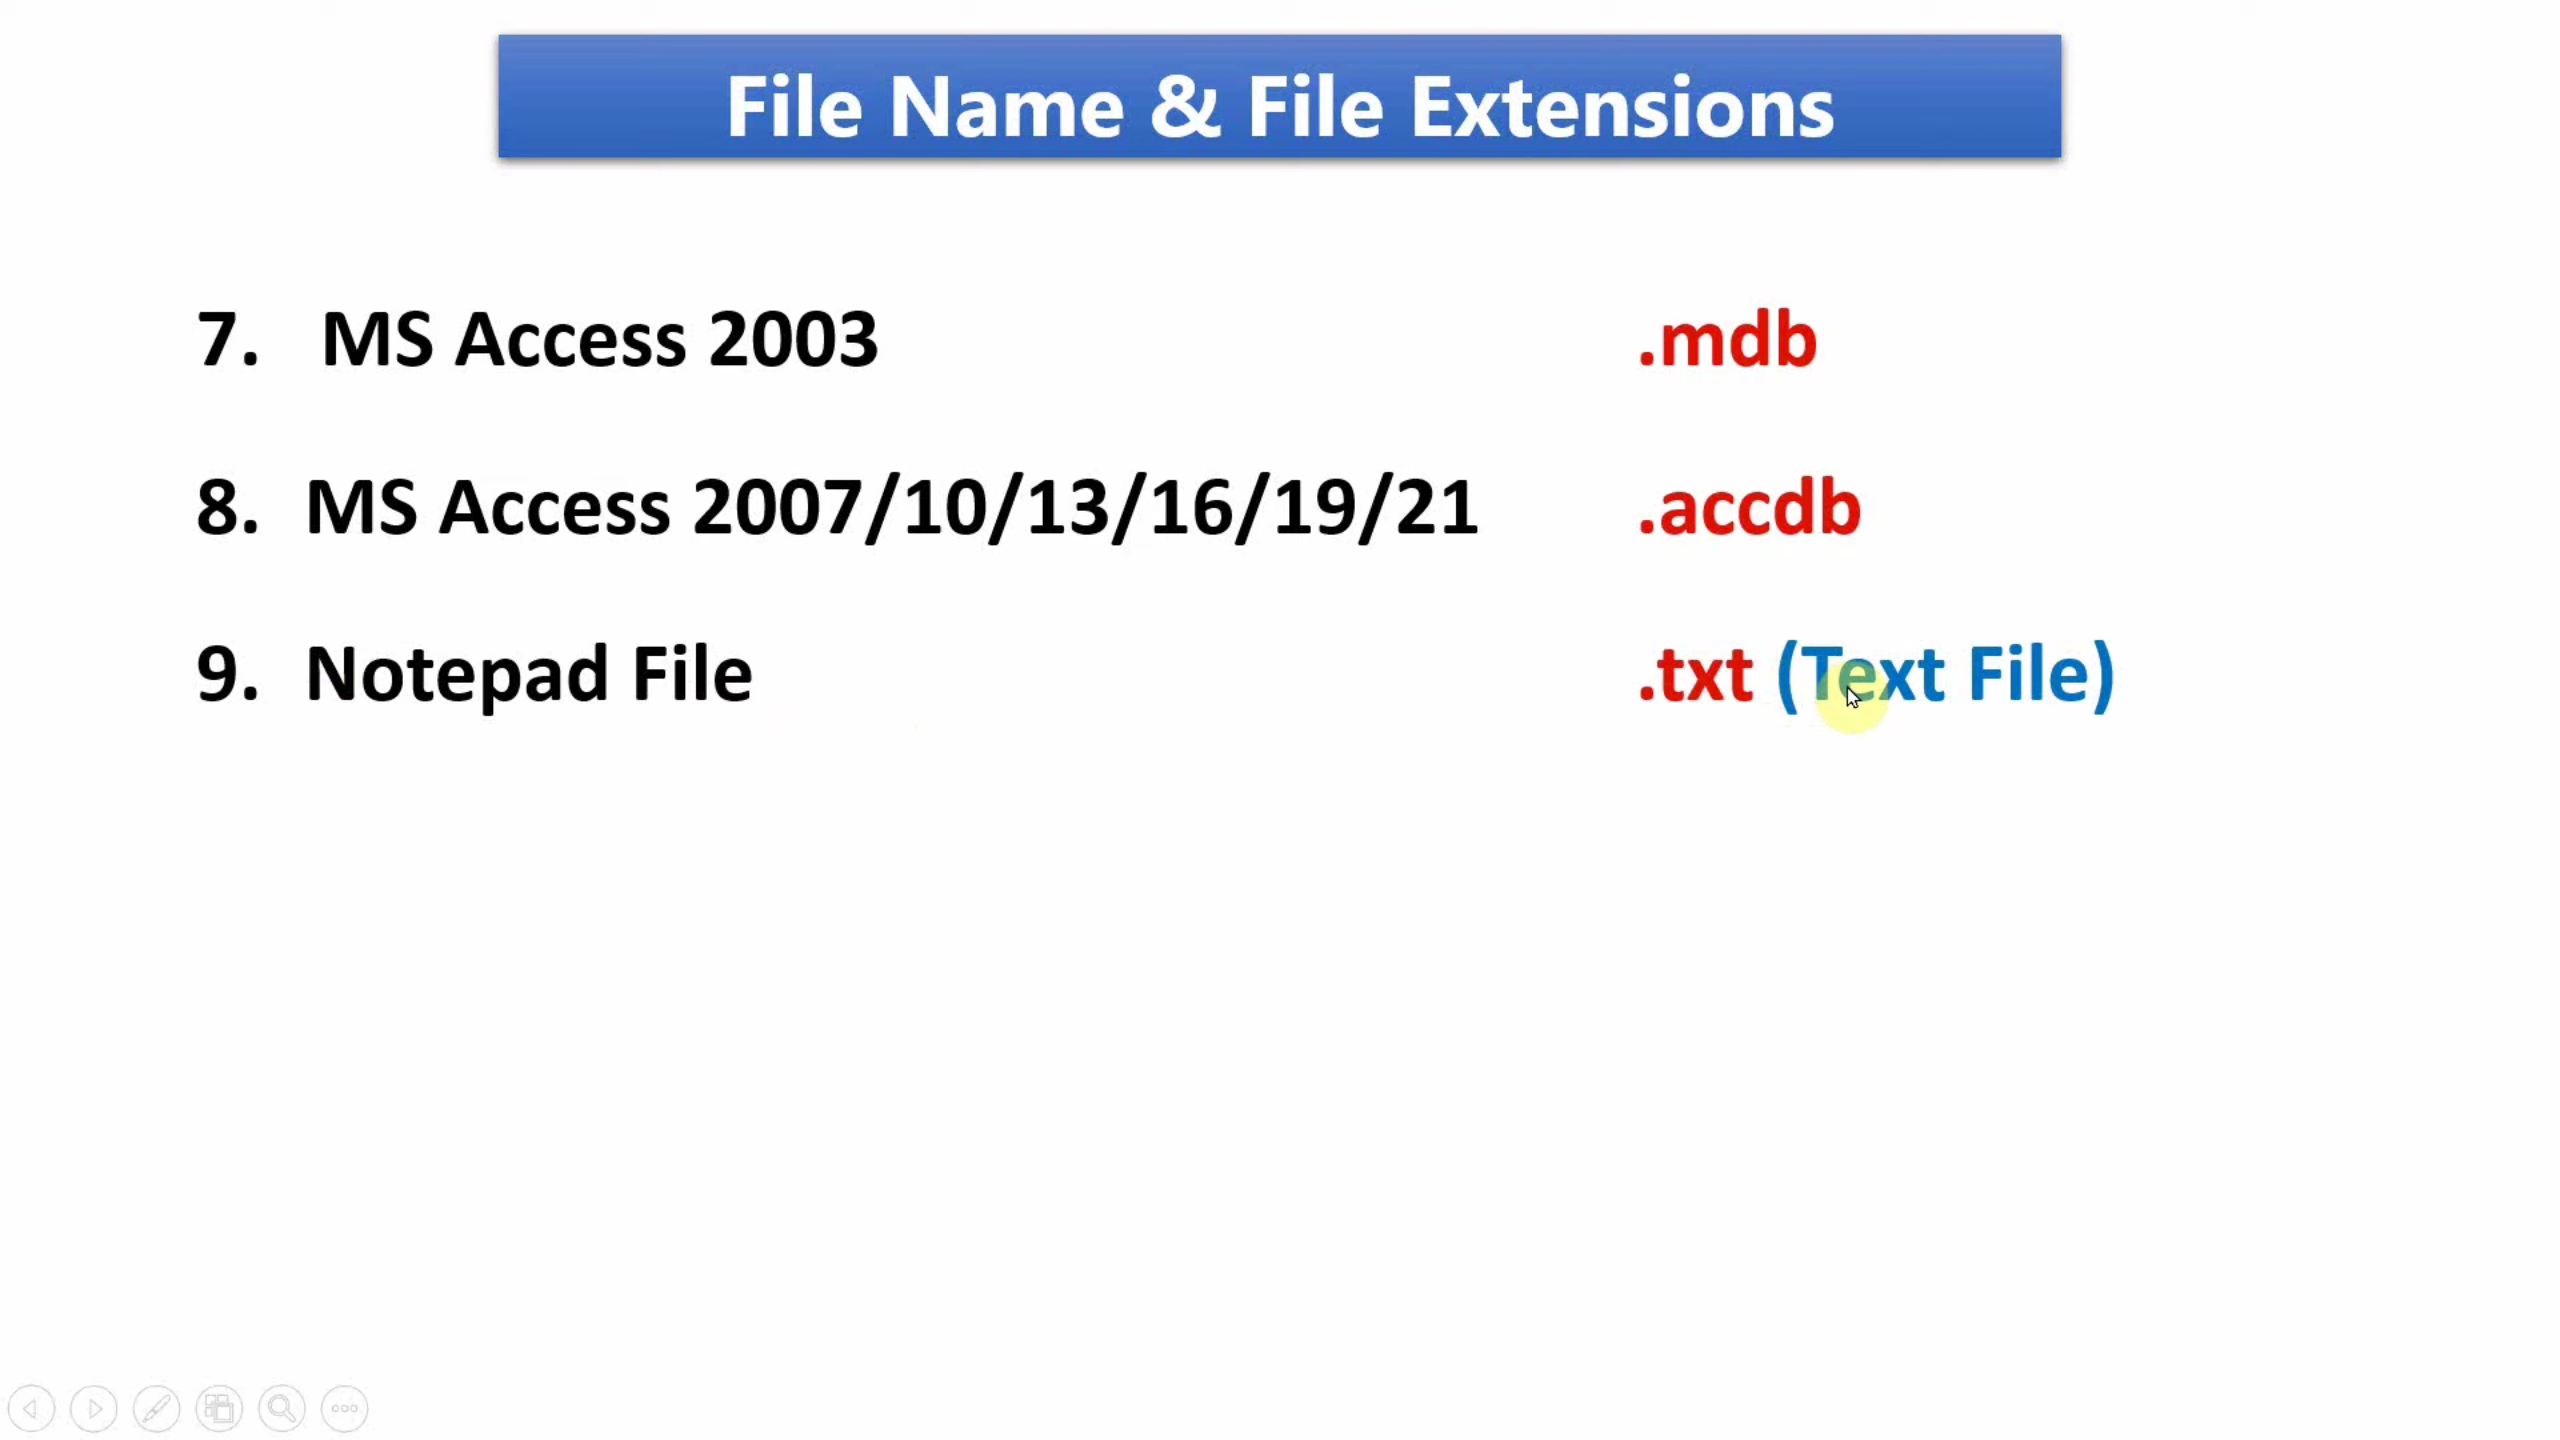 File Name & File Extensions
7. MS Access 2003 .mdb
8. MS Access 2007/10/13/16/19/21 .accdb
9. Notepad File .txt (Text File)